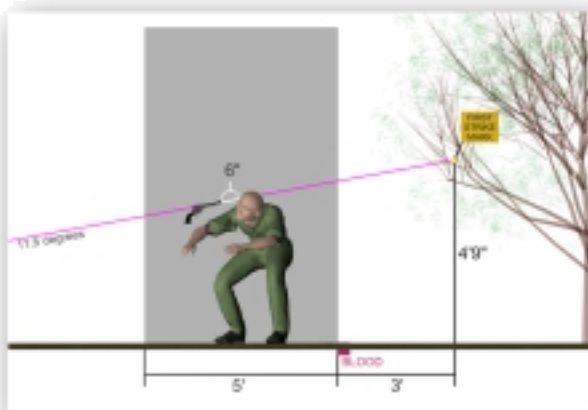 FIRST
STRIKE
MARK
6"
11.5 degrees
4'9"
BLOOD
5'
3'